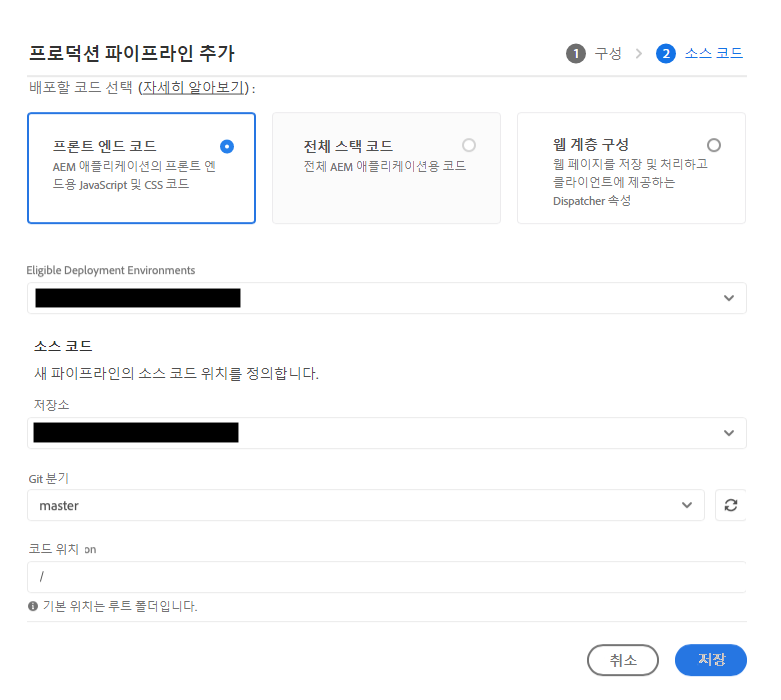 프로덕션 파이프라인 추가
1 구성 > 2 소스 코드
배포할 코드 선택 (자세히 알아보기) :
프론트 엔드 코드
AEM 애플리케이션의 프론트 엔
드용 JavaScript 및 CSS 코드
전체 스택 코드
전체 AEM 애플리케이션용 코드
웹 계층 구성
웹 페이지를 저장 및 처리하고
클라이언트에 제공하는
Dispatcher 속성
Eligible Deployment Environments
소스 코드
새 파이프라인의 소스 코드 위치를 정의합니다.
저장소
Git 분기
master
코드 위치 on
/
기본 위치는 루트 폴더입니다.
취소
저장